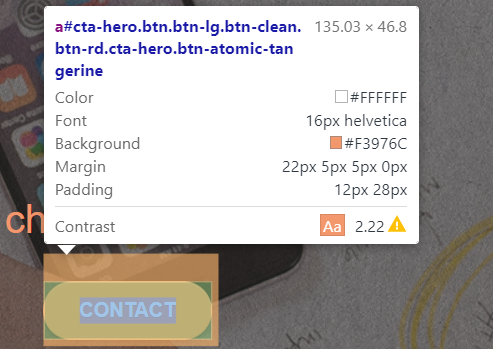 a#cta-hero.btn.btn-lg.btn-clean. 135.03 × 46.8
btn-rd.cta-hero.btn-atomic-tan
gerine
Color #FFFFFF
Font 16px helvetica
Background #F3976C
Margin 22px 5px 5px 0px
Padding 12px 28px
Contrast Aa 2.22
ch
CONTACT